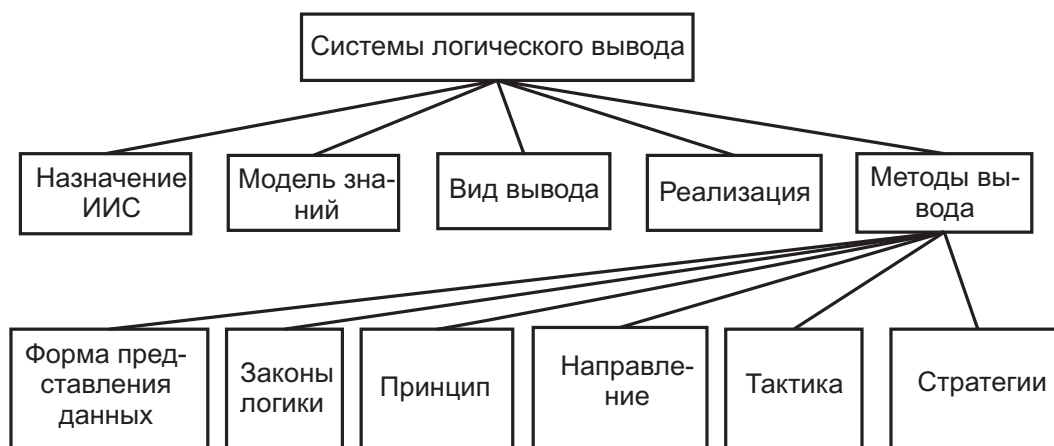 Системы логического вывода
Назначение
ИИС
Модель зна-
ний
Вид вывода
Реализация
Методы вы-
вода
Форма пред-
ставления
данных
Законы
логики
Принцип
Направле-
ние
Тактика
Стратегии